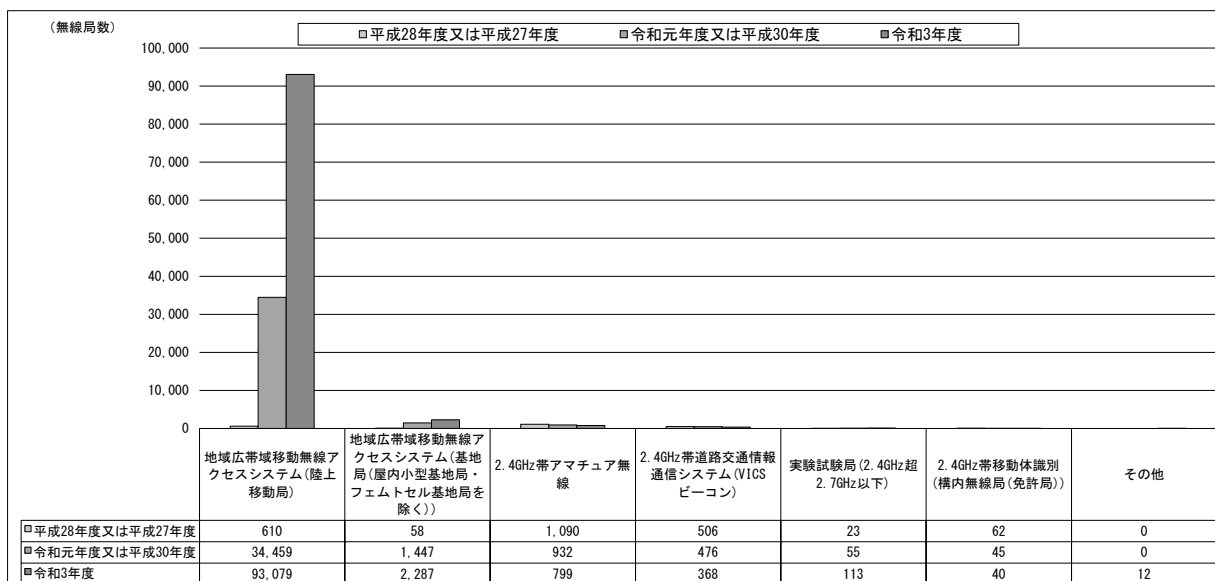 (無線局数)
□平成28年度又は平成27年度 ■令和元年度又は平成30年度 ■令和3年度
100,000
90,000
80,000
70,000
60,000
50,000
40,000
30,000
20,000
10,000
0
地域広帯域移動無線ア
クセスシステム(陸上
移動局)
地域広帯域移動無線ア
クセスシステム(基地
局(屋内小型基地局・
フェムトセル基地局を
除く))
2.4GHz帯アマチュア無
線
2.4GHz帯道路交通情報
通信システム(VICS
ビーコン)
実験試験局(2.4GHz超
2.7GHz以下)
2.4GHz帯移動体識別
(構内無線局(免許局))
その他
□平成28年度又は平成27年度 610 58 1,090 506 23 62 0
■令和元年度又は平成30年度 34,459 1,447 932 476 55 45 0
■令和3年度 93,079 2,287 799 368 113 40 12